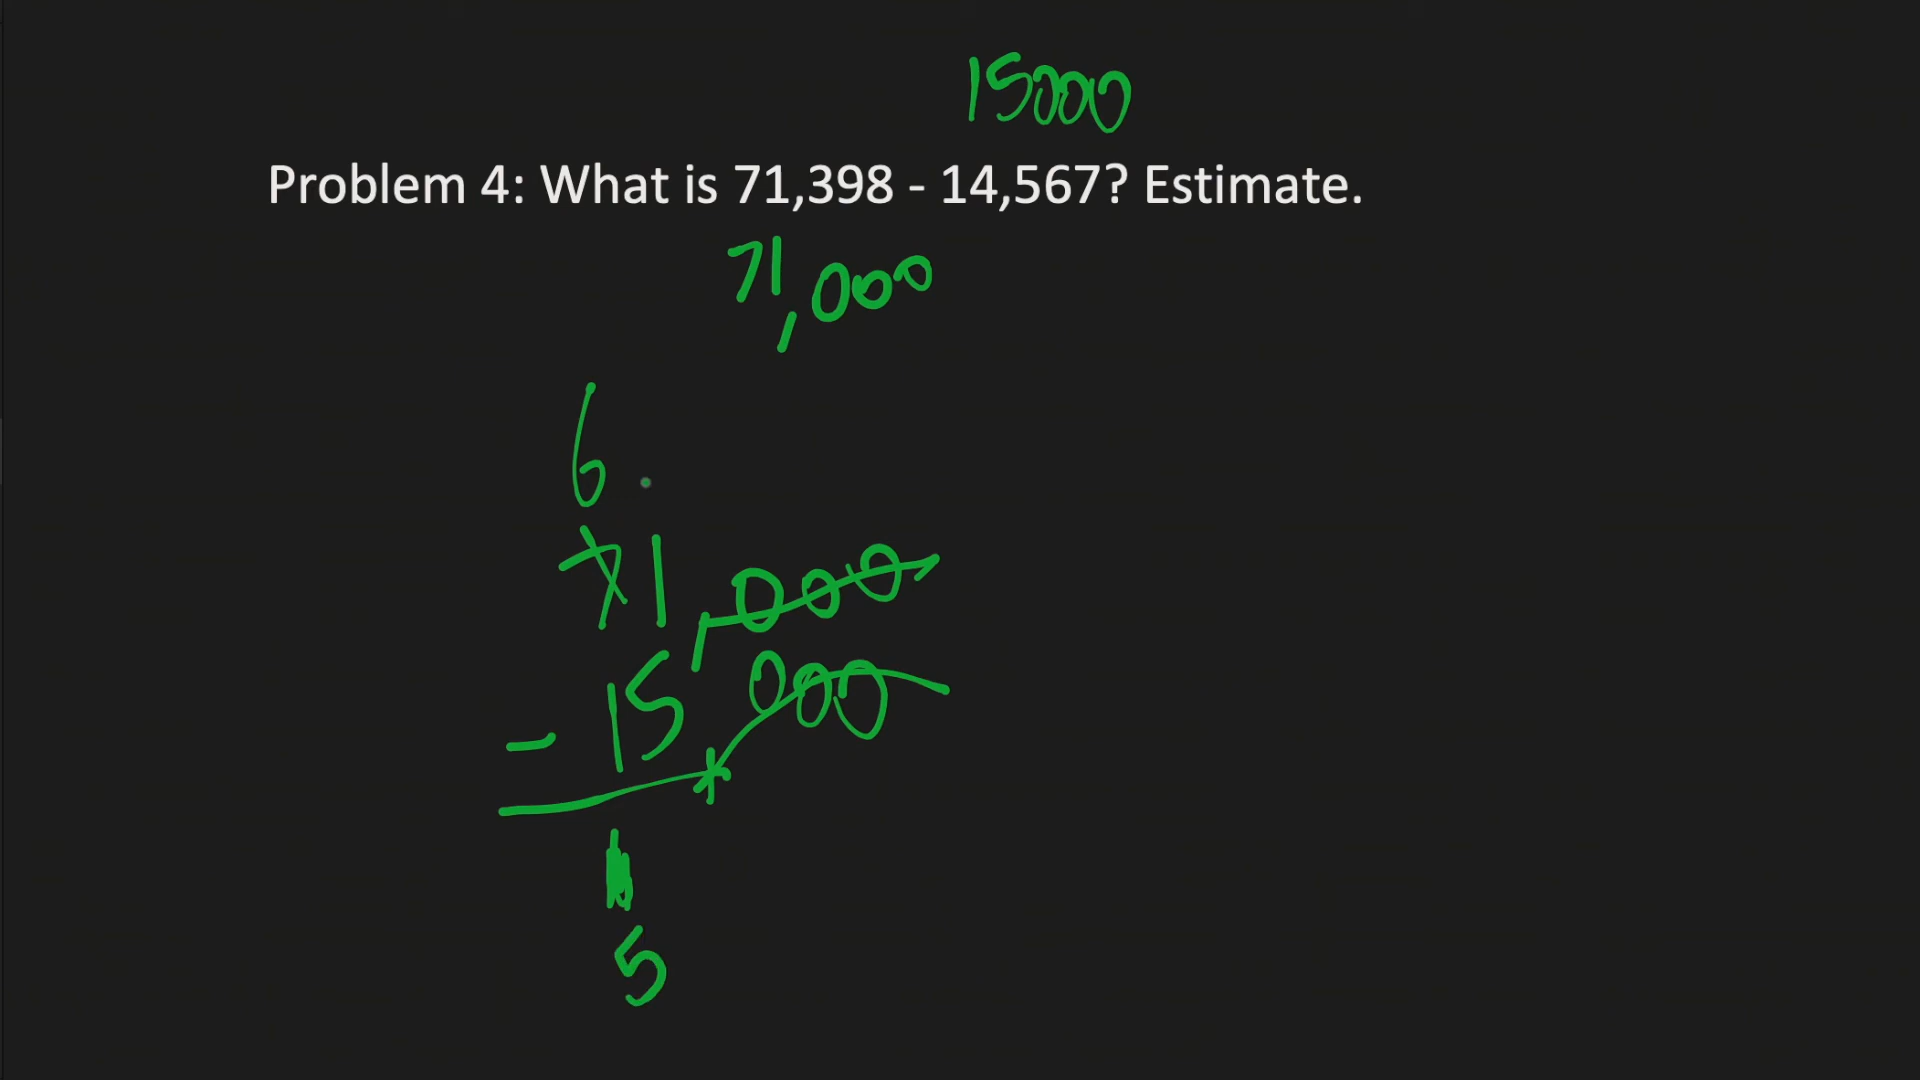 15000
Problem 4: What is 71,398 - 14,567? Estimate.
71,000
6
71,000
- 15 000
5